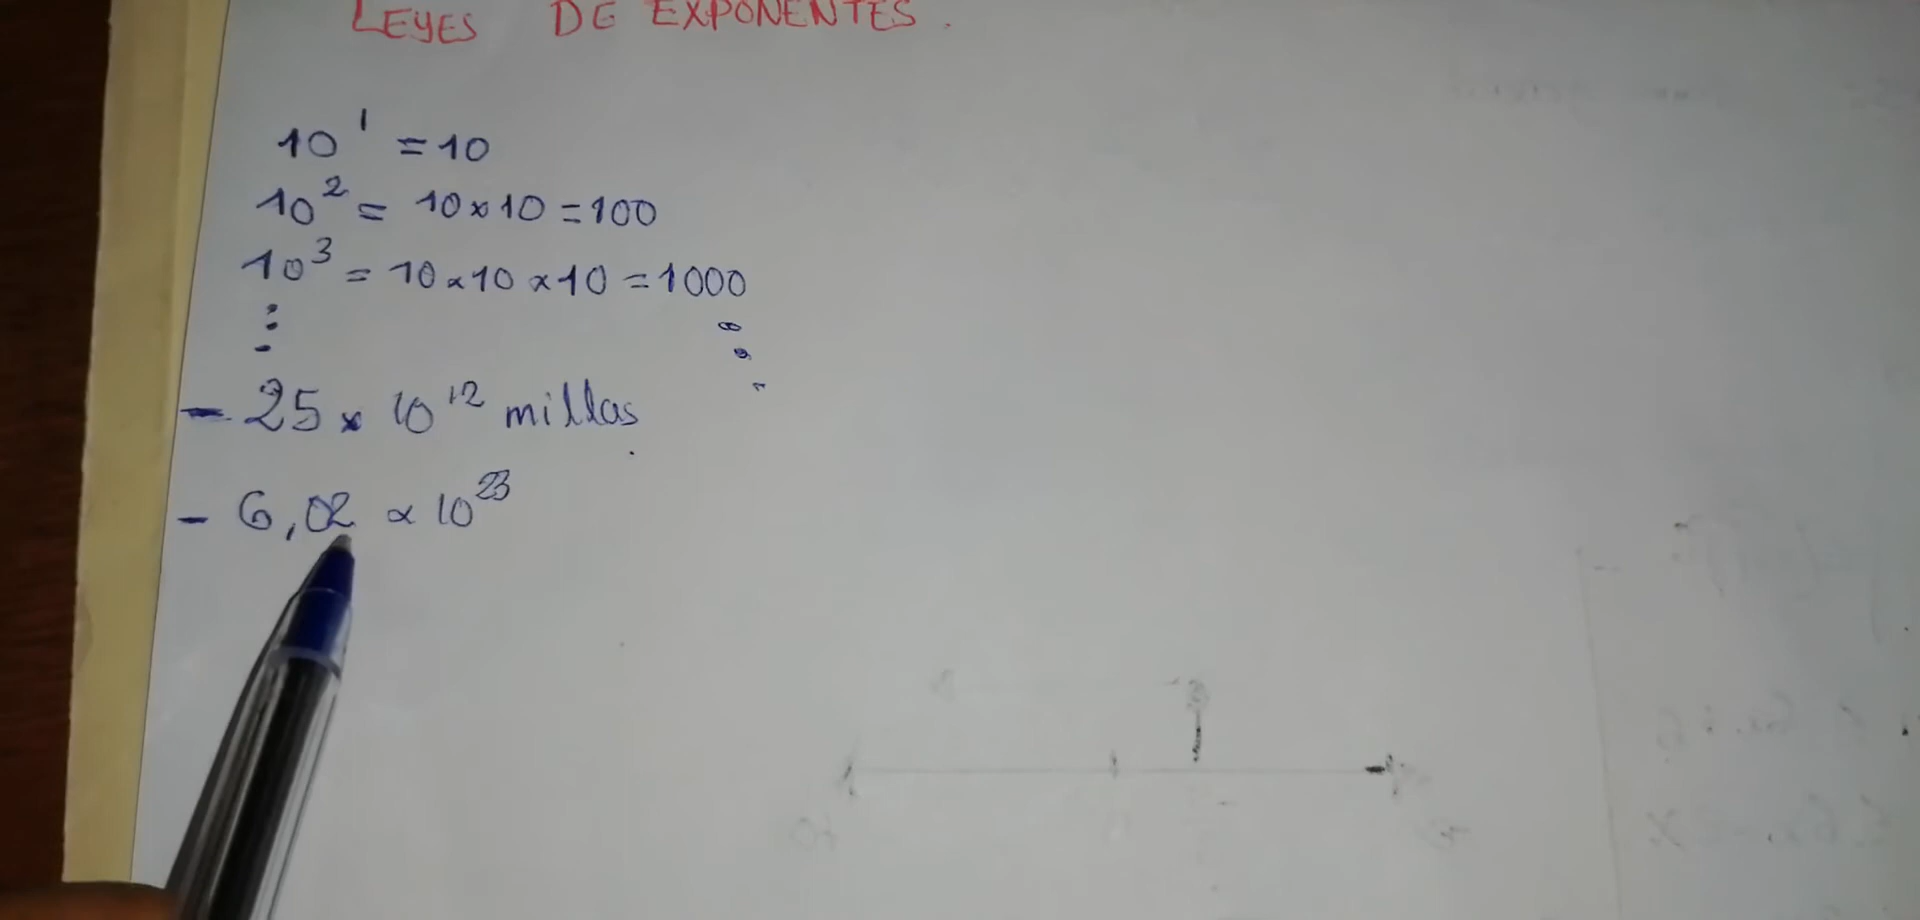 LEYES DE EXPONENTES.
10¹ = 10
10² = 10×10 = 100
10³ = 10×10×10 = 1000
- 25 × 10¹² millas
- 6,02 × 10²³